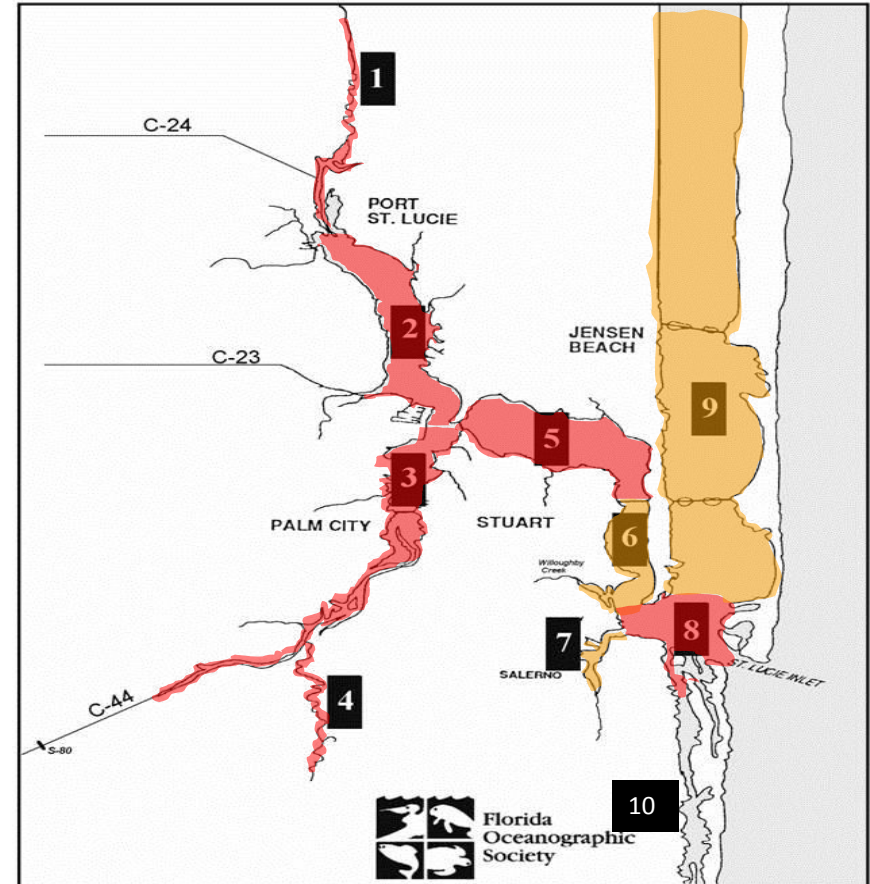 1
C-24
PORT
ST. LUCIE
2
JENSEN
BEACH
C-23
9
5
3
PALM CITY
STUART
6
Willoughby
Creek
7
8
SALERNO
ST. LUCIE INLET
C-44
4
S-80
10
Florida
Oceanographic
Society